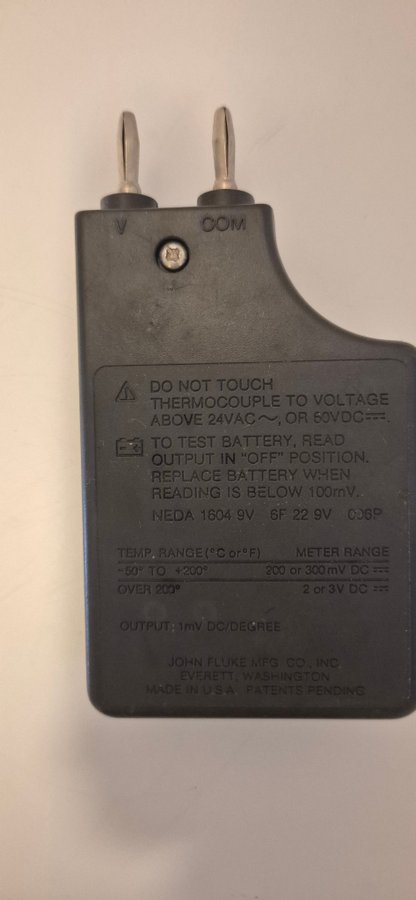 V COM
DO NOT TOUCH
THERMOCOUPLE TO VOLTAGE
ABOVE 24VAC～, OR 50VDC⎓.
TO TEST BATTERY, READ
OUTPUT IN "OFF" POSITION.
REPLACE BATTERY WHEN
READING IS BELOW 100mV.
NEDA 1604 9V 6F 22 9V 006P
TEMP. RANGE (°C or °F) METER RANGE
-50° TO +200° 200 or 300 mV DC ⎓
OVER 200° 2 or 3V DC ⎓
OUTPUT: 1mV DC/DEGREE
JOHN FLUKE MFG. CO., INC.
EVERETT, WASHINGTON
MADE IN U.S.A. PATENTS PENDING